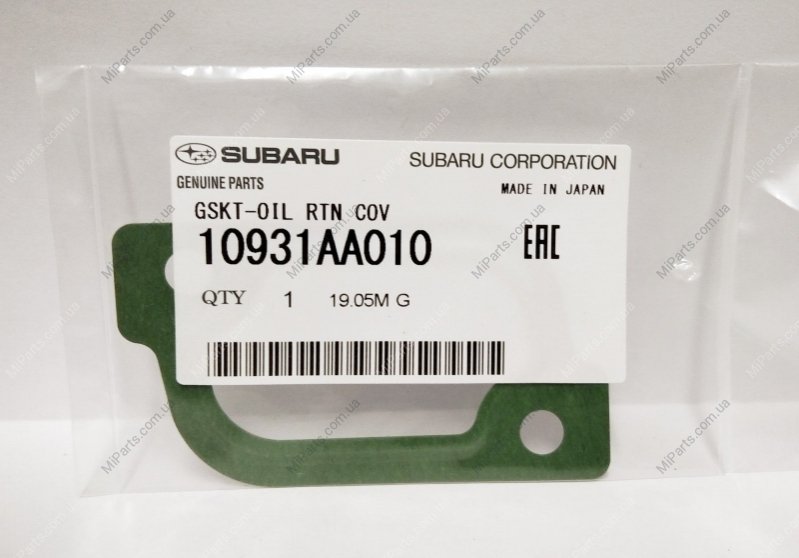 SUBARU SUBARU CORPORATION
GENUINE PARTS MADE IN JAPAN
GSKT-OIL RTN COV
10931AA010 EAC
QTY 1 19.05M G
MiParts.com.ua